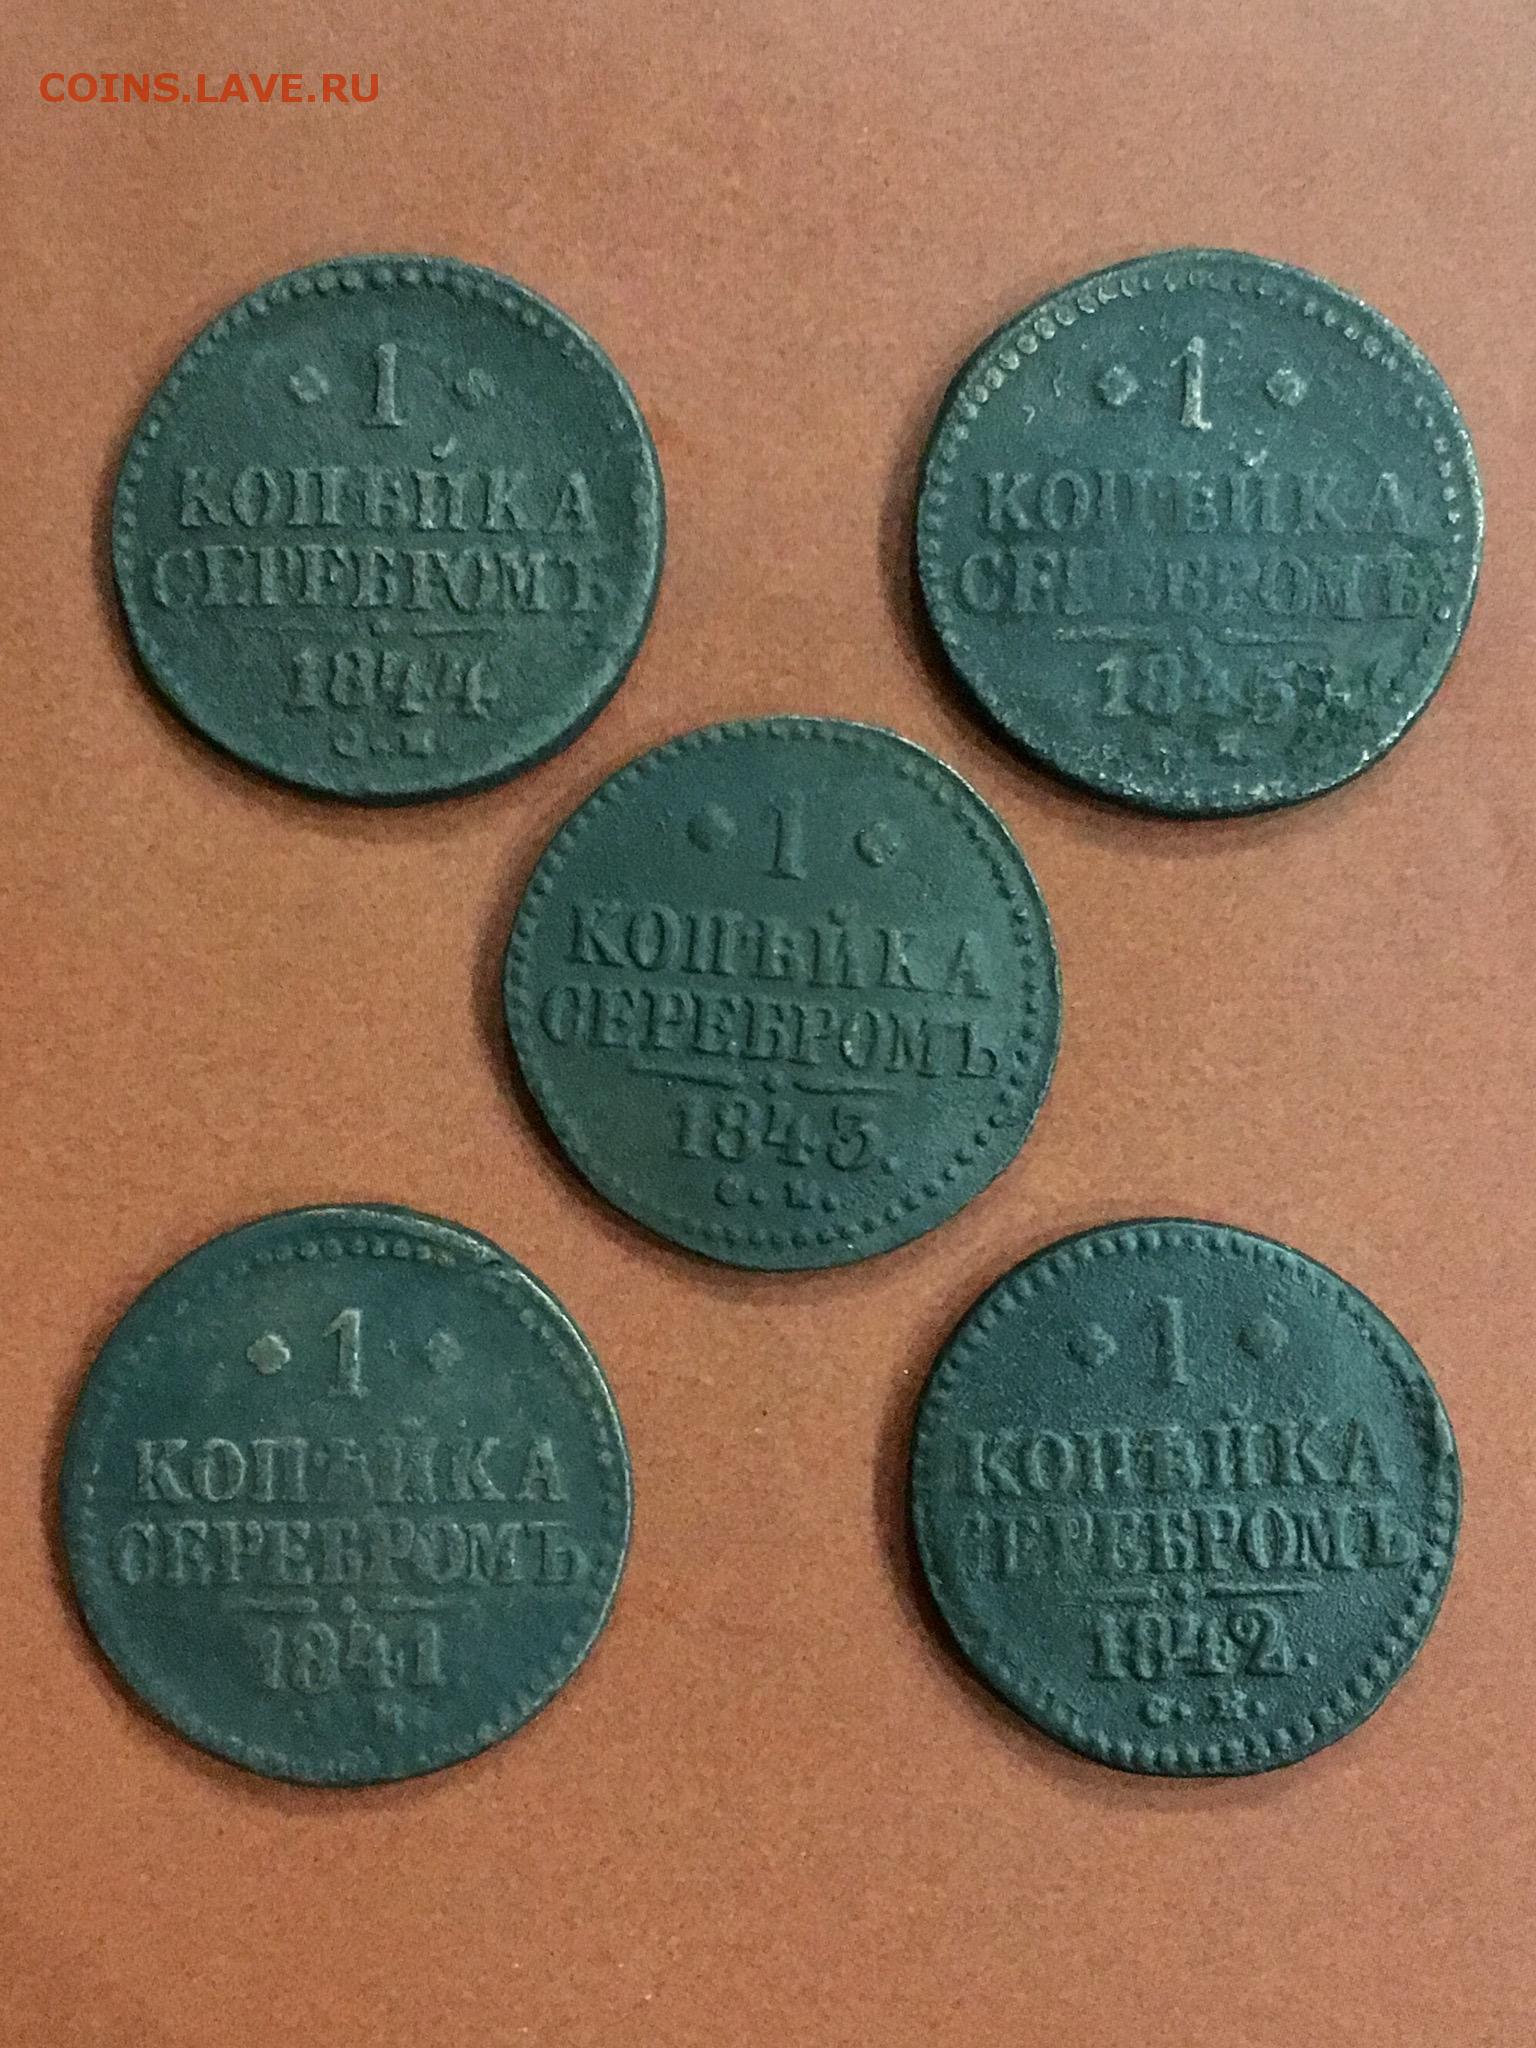 COINS.LAVE.RU
1
КОПѢЙКА
СЕРЕБРОМЪ
1844
С.М
1
КОПѢЙКА
СЕРЕБРОМЪ
1845
М
1
КОПѢЙКА
СЕРЕБРОМЪ
1843.
С.М.
1
КОПѢЙКА
СЕРЕБРОМЪ
1841
1
КОПѢЙКА
СЕРЕБРОМЪ
1842.
С.М.